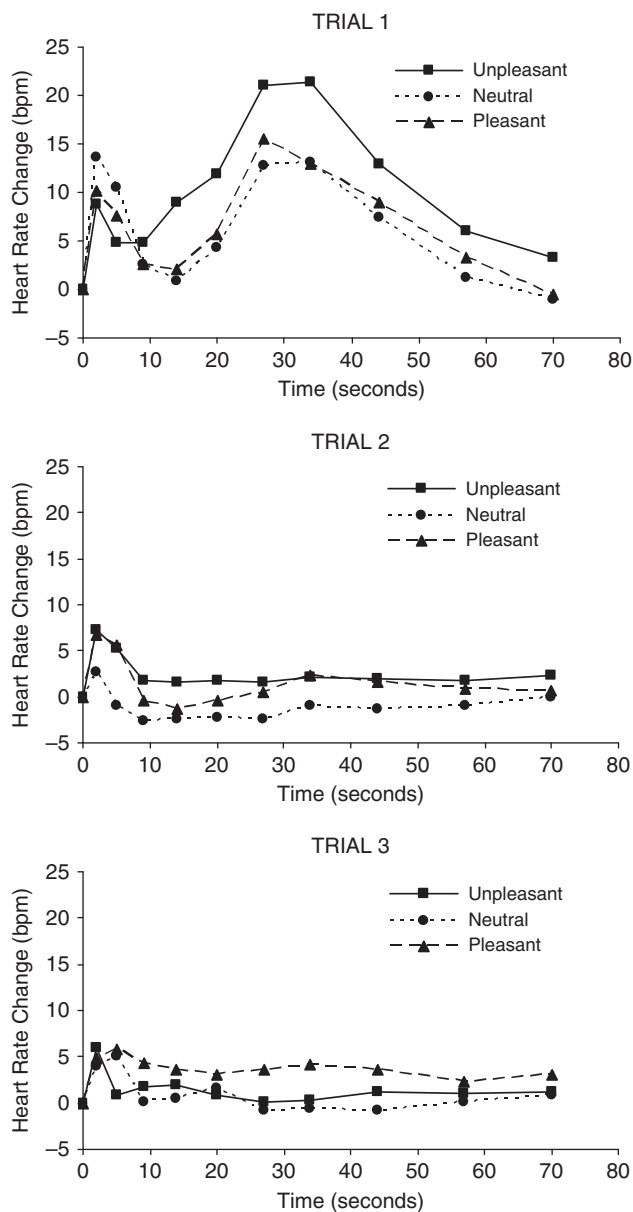 TRIAL 1
Heart Rate Change (bpm)
25
20
15
10
5
0
–5
Unpleasant
Neutral
Pleasant
0 10 20 30 40 50 60 70 80
Time (seconds)
TRIAL 2
Heart Rate Change (bpm)
25
20
15
10
5
0
–5
Unpleasant
Neutral
Pleasant
0 10 20 30 40 50 60 70 80
Time (seconds)
TRIAL 3
Heart Rate Change (bpm)
25
20
15
10
5
0
–5
Unpleasant
Neutral
Pleasant
0 10 20 30 40 50 60 70 80
Time (seconds)